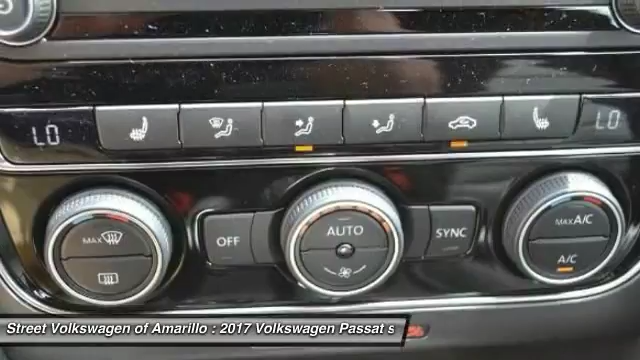 LO
LO
MAX
OFF
AUTO
SYNC
MAX A/C
A/C
Street Volkswagen of Amarillo : 2017 Volkswagen Passat s